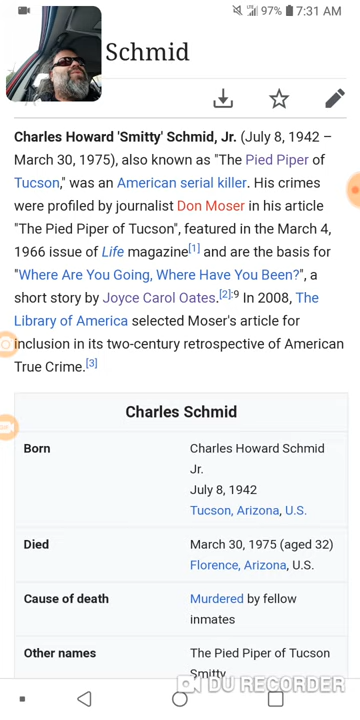 97% 7:31 AM
Schmid
Charles Howard 'Smitty' Schmid, Jr. (July 8, 1942 –
March 30, 1975), also known as "The Pied Piper of
Tucson," was an American serial killer. His crimes
were profiled by journalist Don Moser in his article
"The Pied Piper of Tucson", featured in the March 4,
1966 issue of Life magazine[1] and are the basis for
"Where Are You Going, Where Have You Been?", a
short story by Joyce Carol Oates.[2]:9 In 2008, The
Library of America selected Moser's article for
inclusion in its two-century retrospective of American
True Crime.[3]
Charles Schmid
Born Charles Howard Schmid
Jr.
July 8, 1942
Tucson, Arizona, U.S.
Died March 30, 1975 (aged 32)
Florence, Arizona, U.S.
Cause of death Murdered by fellow
inmates
Other names The Pied Piper of Tucson
Smitty
DU RECORDER